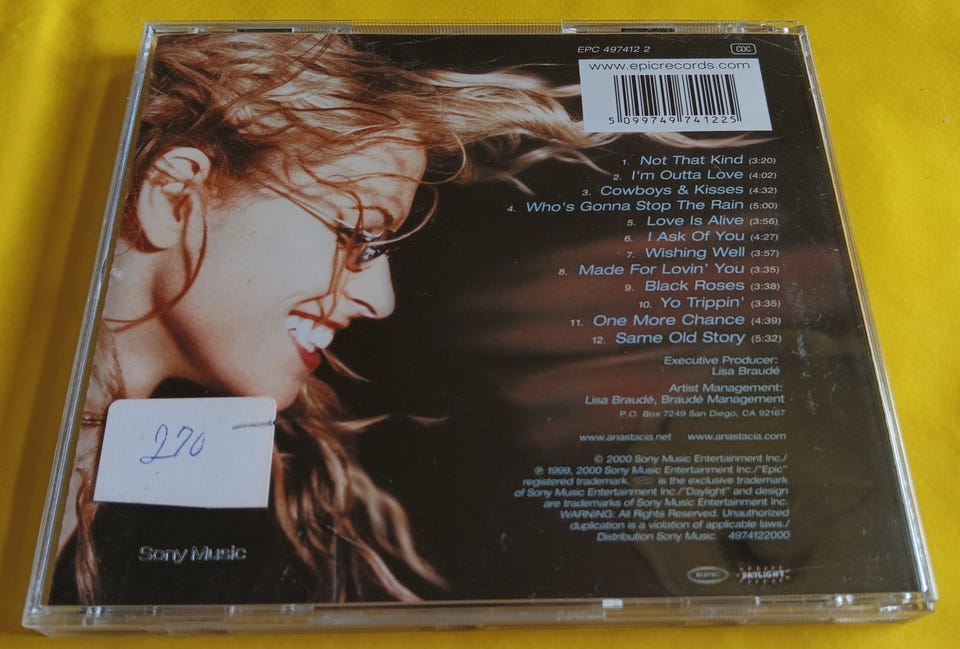 EPC 497412 2
CDC
www.epicrecords.com
5 099749 741225
1. Not That Kind (3:20)
2. I'm Outta Love (4:02)
3. Cowboys & Kisses (4:32)
4. Who's Gonna Stop The Rain (5:00)
5. Love Is Alive (3:56)
6. I Ask Of You (4:27)
7. Wishing Well (3:57)
8. Made For Lovin' You (3:35)
9. Black Roses (3:38)
10. Yo Trippin' (3:35)
11. One More Chance (4:39)
12. Same Old Story (5:32)
Executive Producer:
Lisa Braudé
Artist Management:
Lisa Braudé, Braudé Management
P.O. Box 7249 San Diego, CA 92167
www.anastacia.net www.anastacia.com
© 2000 Sony Music Entertainment Inc./
℗ 1999, 2000 Sony Music Entertainment Inc./"Epic"
registered trademark. is the exclusive trademark
of Sony Music Entertainment Inc./"Daylight" and design
are trademarks of Sony Music Entertainment Inc.
WARNING: All Rights Reserved. Unauthorized
duplication is a violation of applicable laws./
Distribution Sony Music. 4974122000
270
Sony Music
epic
DAYLIGHT